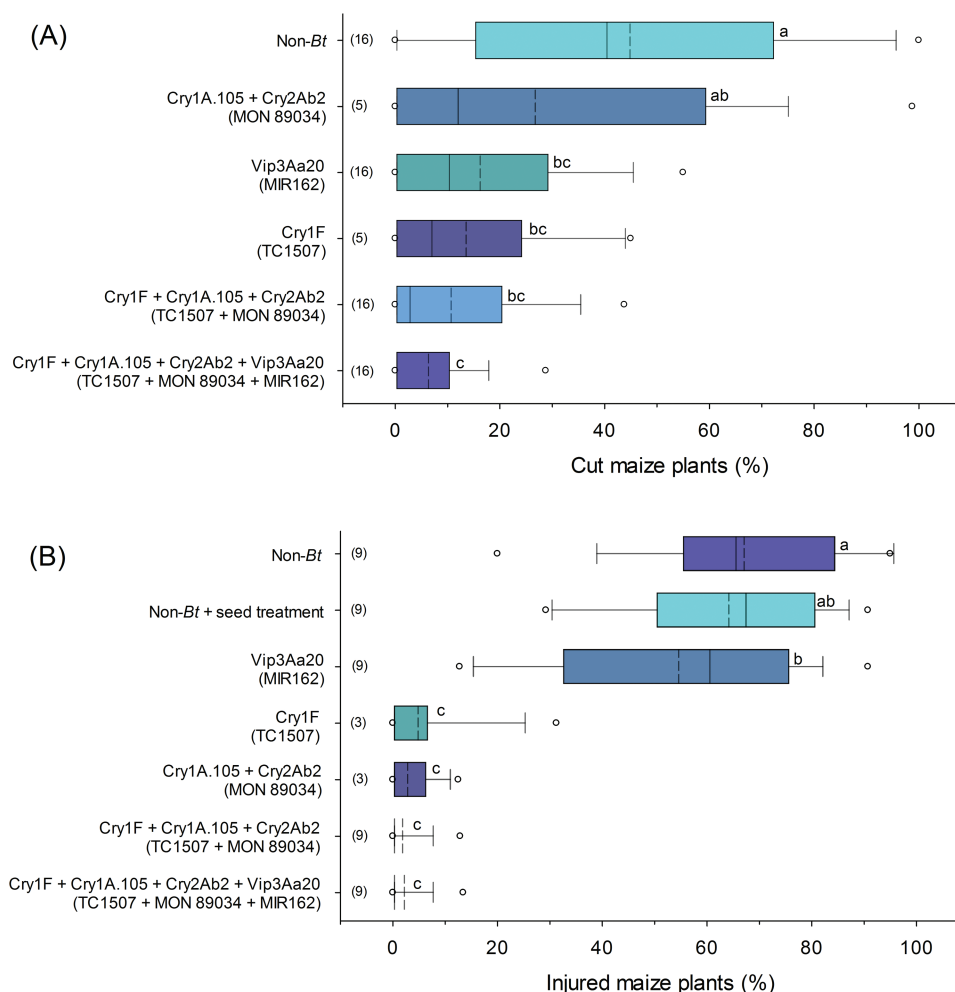 (A)
Non-Bt (16) a
Cry1A.105 + Cry2Ab2
(MON 89034) (5) ab
Vip3Aa20
(MIR162) (16) bc
Cry1F
(TC1507) (5) bc
Cry1F + Cry1A.105 + Cry2Ab2
(TC1507 + MON 89034) (16) bc
Cry1F + Cry1A.105 + Cry2Ab2 + Vip3Aa20
(TC1507 + MON 89034 + MIR162) (16) c
0 20 40 60 80 100
Cut maize plants (%)
(B)
Non-Bt (9) a
Non-Bt + seed treatment (9) ab
Vip3Aa20
(MIR162) (9) b
Cry1F
(TC1507) (3) c
Cry1A.105 + Cry2Ab2
(MON 89034) (3) c
Cry1F + Cry1A.105 + Cry2Ab2
(TC1507 + MON 89034) (9) c
Cry1F + Cry1A.105 + Cry2Ab2 + Vip3Aa20
(TC1507 + MON 89034 + MIR162) (9) c
0 20 40 60 80 100
Injured maize plants (%)